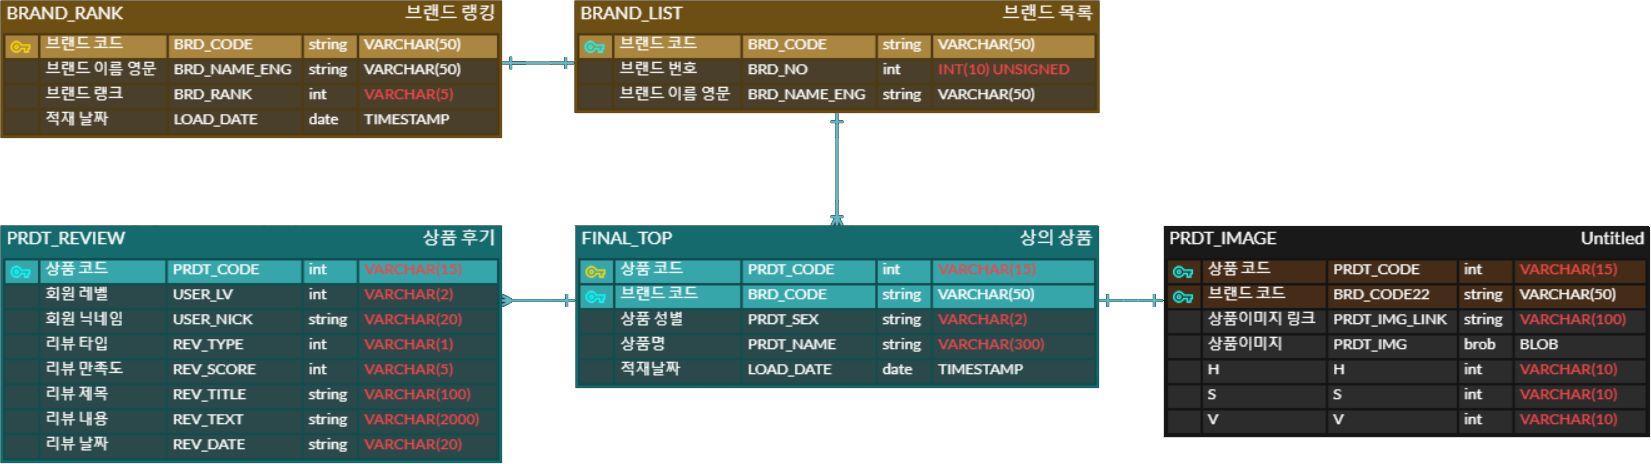 BRAND_RANK 브랜드 랭킹
브랜드 코드 BRD_CODE string VARCHAR(50)
브랜드 이름 영문 BRD_NAME_ENG string VARCHAR(50)
브랜드 랭크 BRD_RANK int VARCHAR(5)
적재 날짜 LOAD_DATE date TIMESTAMP
BRAND_LIST 브랜드 목록
브랜드 코드 BRD_CODE string VARCHAR(50)
브랜드 번호 BRD_NO int INT(10) UNSIGNED
브랜드 이름 영문 BRD_NAME_ENG string VARCHAR(50)
PRDT_REVIEW 상품 후기
상품 코드 PRDT_CODE int VARCHAR(15)
회원 레벨 USER_LV int VARCHAR(2)
회원 닉네임 USER_NICK string VARCHAR(20)
리뷰 타입 REV_TYPE int VARCHAR(1)
리뷰 만족도 REV_SCORE int VARCHAR(5)
리뷰 제목 REV_TITLE string VARCHAR(100)
리뷰 내용 REV_TEXT string VARCHAR(2000)
리뷰 날짜 REV_DATE string VARCHAR(20)
FINAL_TOP 상의 상품
상품 코드 PRDT_CODE int VARCHAR(15)
브랜드 코드 BRD_CODE string VARCHAR(50)
상품 성별 PRDT_SEX string VARCHAR(2)
상품명 PRDT_NAME string VARCHAR(300)
적재날짜 LOAD_DATE date TIMESTAMP
PRDT_IMAGE Untitled
상품 코드 PRDT_CODE int VARCHAR(15)
브랜드 코드 BRD_CODE22 string VARCHAR(50)
상품이미지 링크 PRDT_IMG_LINK string VARCHAR(100)
상품이미지 PRDT_IMG brob BLOB
H H int VARCHAR(10)
S S int VARCHAR(10)
V V int VARCHAR(10)